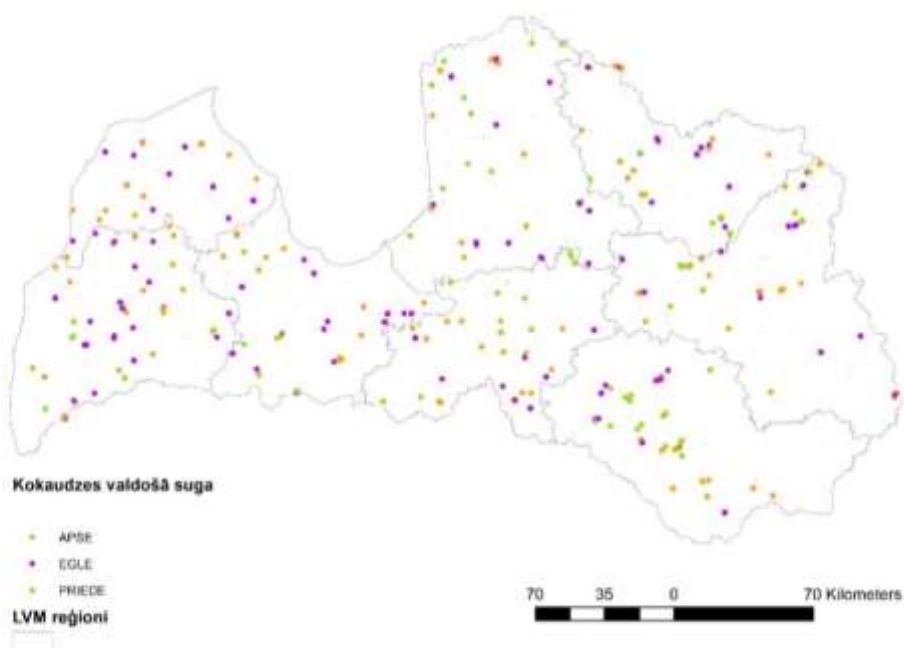 Kokaudzes valdošā suga
APSE
EGLE
PRIEDE
LVM reģioni
70 35 0 70 Kilometers